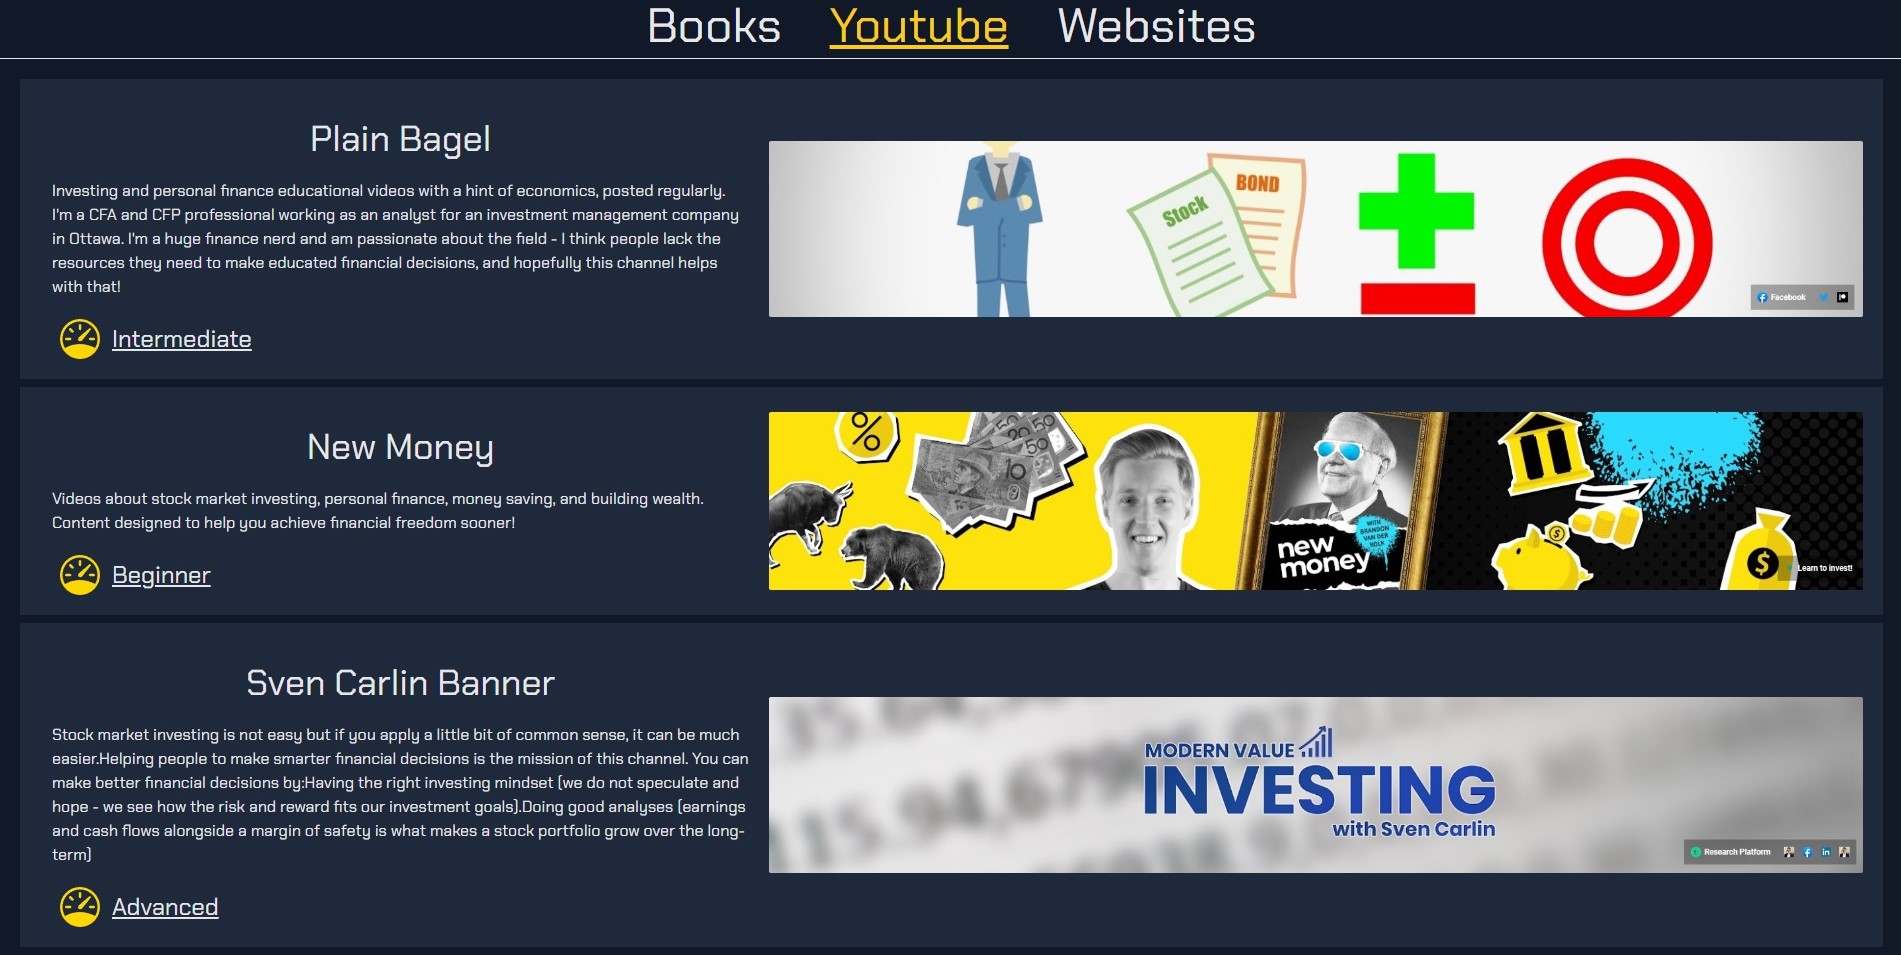 Books Youtube Websites
Plain Bagel
Investing and personal finance educational videos with a hint of economics, posted regularly.
I'm a CFA and CFP professional working as an analyst for an investment management company
in Ottawa. I'm a huge finance nerd and am passionate about the field - I think people lack the
resources they need to make educated financial decisions, and hopefully this channel helps
with that!
Intermediate
Stock
BOND
Facebook
New Money
Videos about stock market investing, personal finance, money saving, and building wealth.
Content designed to help you achieve financial freedom sooner!
Beginner
%
50
20
50
50
10
new
money
WITH
BRANDON
VAN DER
KOLK
$
$
Learn to invest!
Sven Carlin Banner
Stock market investing is not easy but if you apply a little bit of common sense, it can be much
easier.Helping people to make smarter financial decisions is the mission of this channel. You can
make better financial decisions by:Having the right investing mindset (we do not speculate and
hope - we see how the risk and reward fits our investment goals).Doing good analyses (earnings
and cash flows alongside a margin of safety is what makes a stock portfolio grow over the long-
term)
Advanced
MODERN VALUE
INVESTING
with Sven Carlin
Research Platform